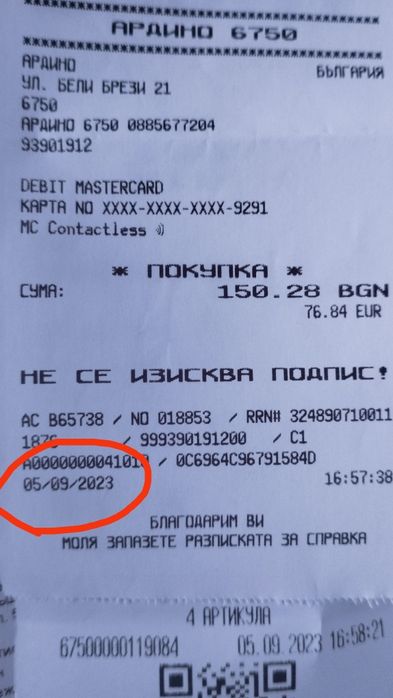 АРДИНО 6750
АРДИНО БЪЛГАРИЯ
УЛ. БЕЛИ БРЕЗИ 21
6750
АРДИНО 6750 0885677204
93901912
DEBIT MASTERCARD
КАРТА NO XXXX-XXXX-XXXX-9291
MC Contactless
* ПОКУПКА *
СУМА: 150.28 BGN
76.84 EUR
НЕ СЕ ИЗИСКВА ПОДПИС!
AC B65738 / NO 018853 / RRN# 324890710011
/ 999390191200 / C1
/ 0C6964C96791584D
05/09/2023 16:57:38
БЛАГОДАРИМ ВИ
МОЛЯ ЗАПАЗЕТЕ РАЗПИСКАТА ЗА СПРАВКА
4 АРТИКУЛА
67500000119084 05.09.2023 16:58:21